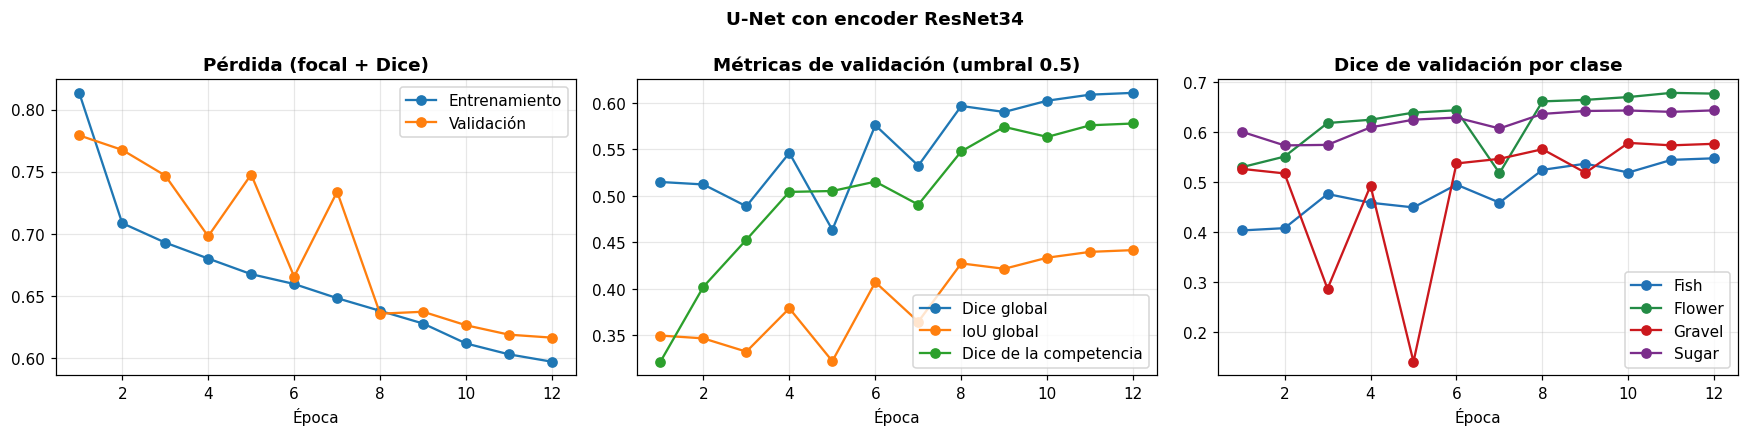 U-Net con encoder ResNet34
Pérdida (focal + Dice)
0.80
0.75
0.70
0.65
0.60
2 4 6 8 10 12
Época
Entrenamiento
Validación
Métricas de validación (umbral 0.5)
0.60
0.55
0.50
0.45
0.40
0.35
2 4 6 8 10 12
Época
Dice global
IoU global
Dice de la competencia
Dice de validación por clase
0.7
0.6
0.5
0.4
0.3
0.2
2 4 6 8 10 12
Época
Fish
Flower
Gravel
Sugar